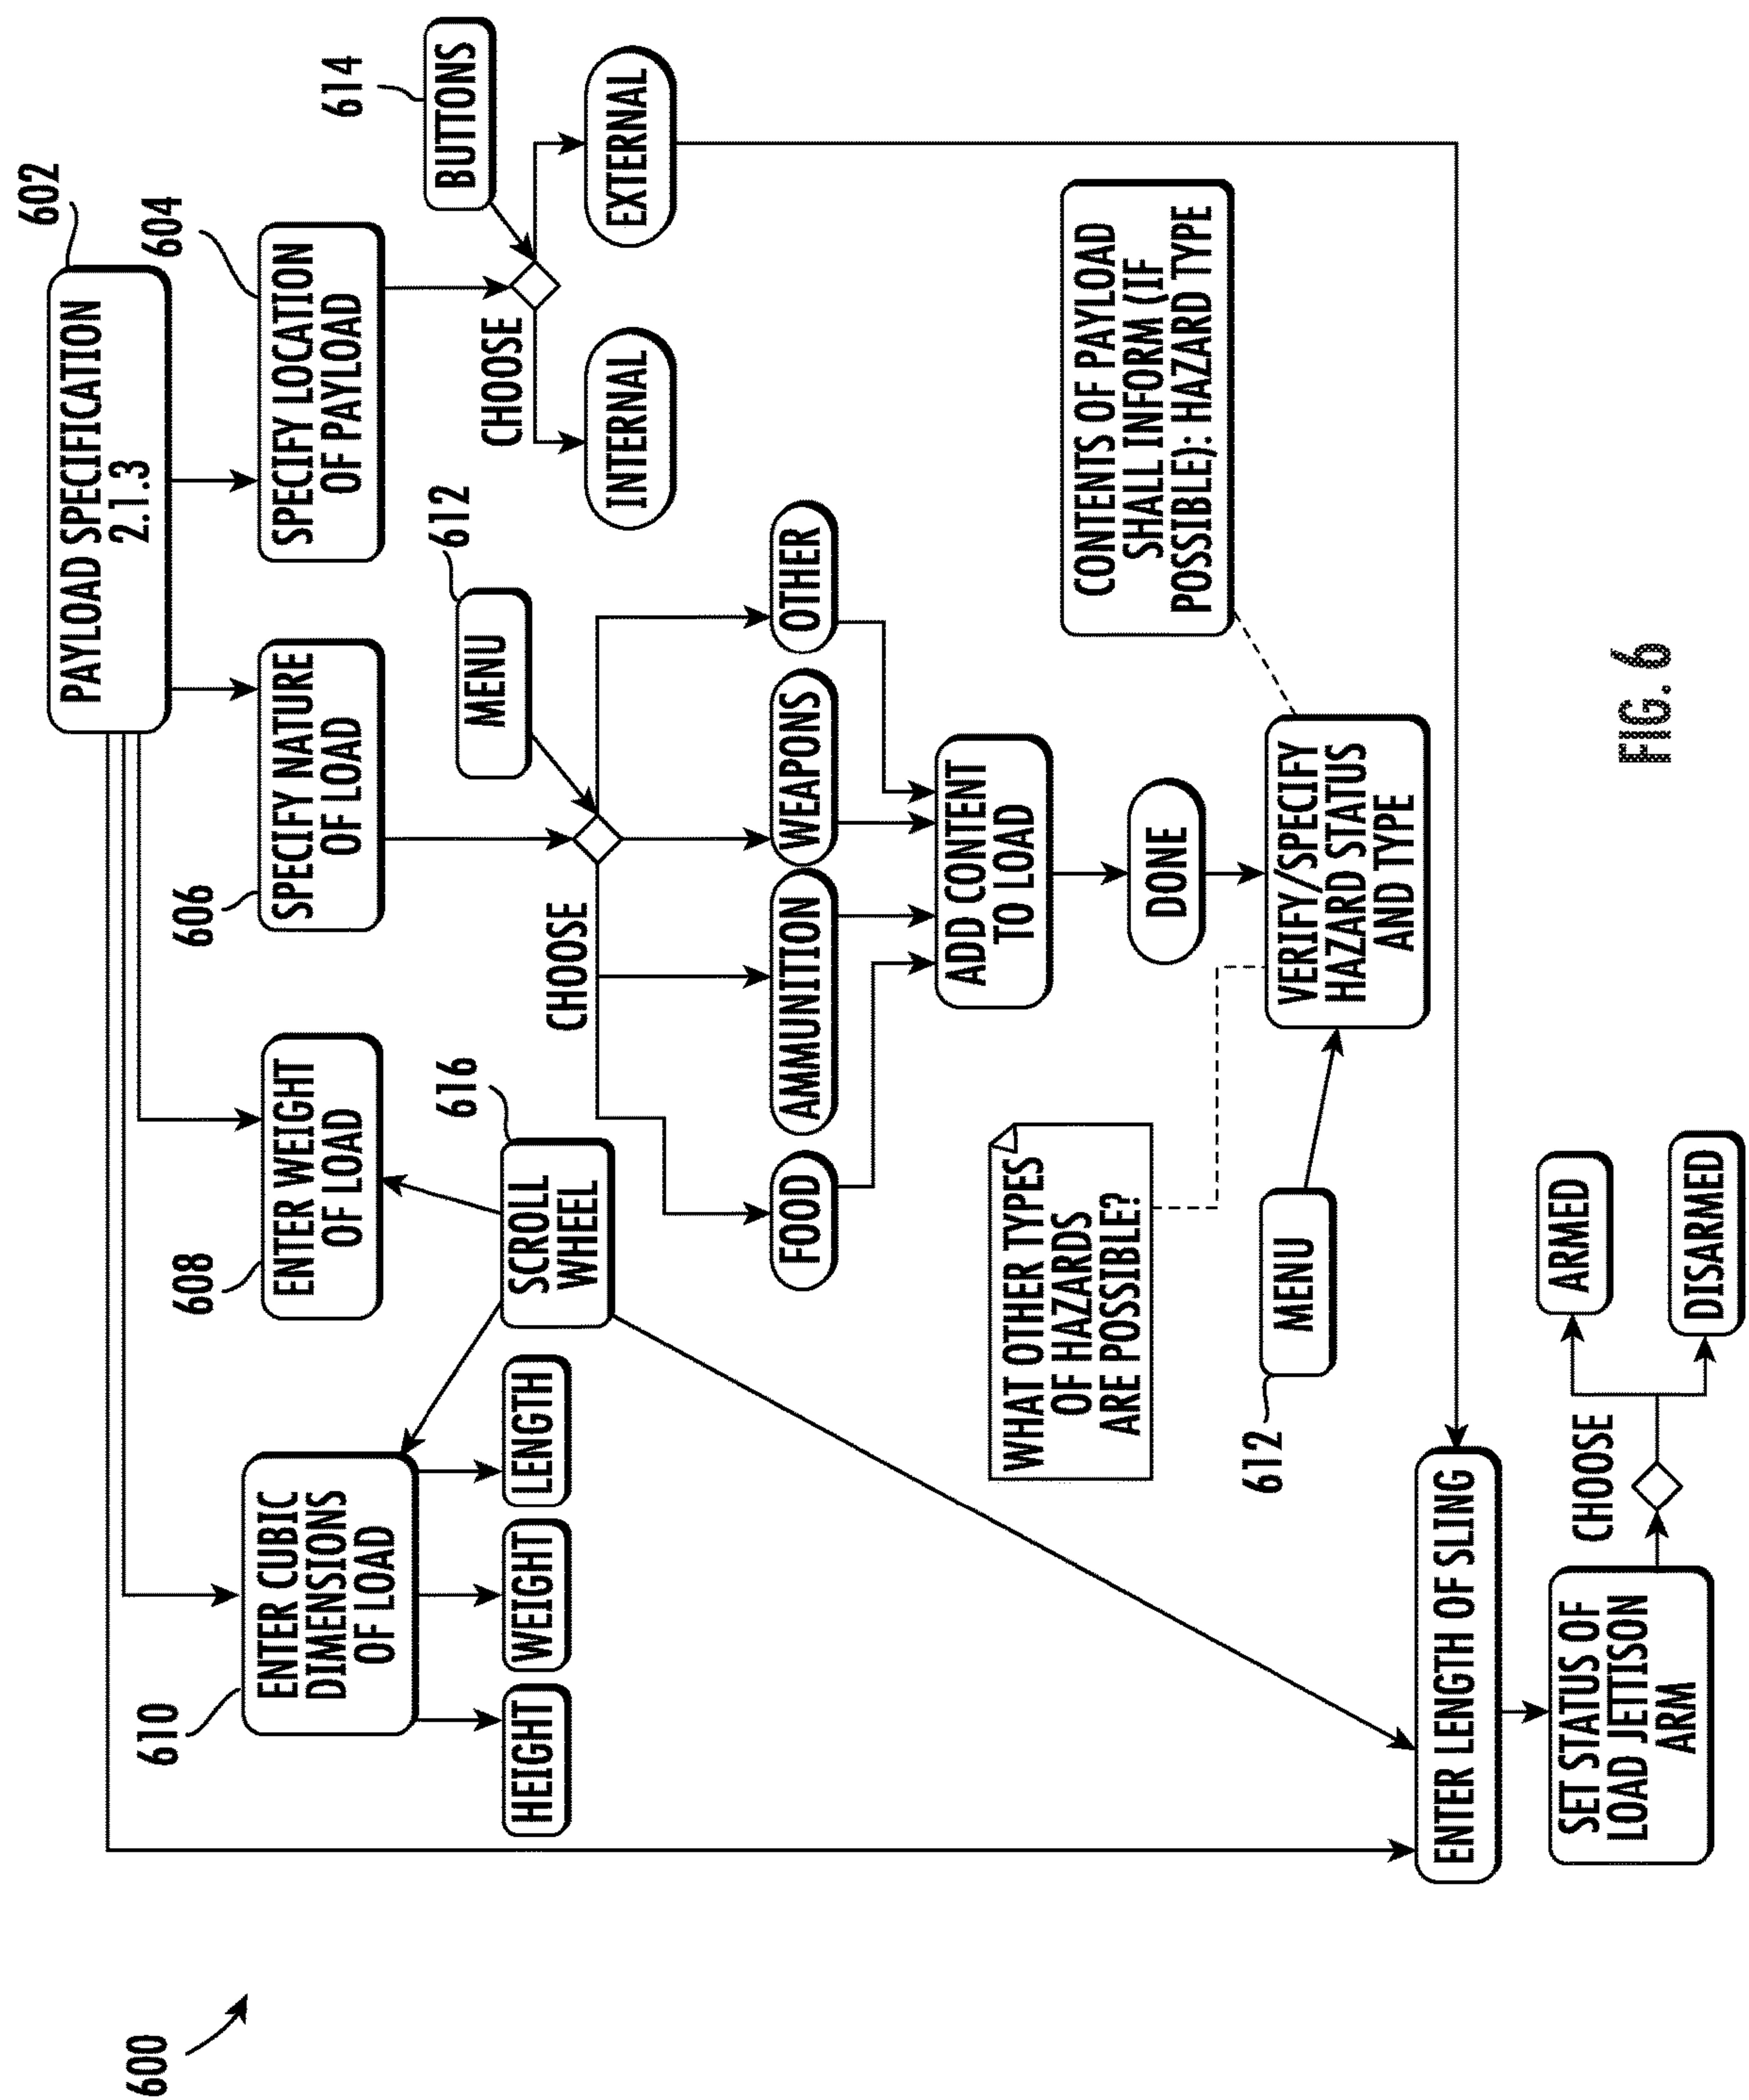 600
602
PAYLOAD SPECIFICATION
2.1.3
610
ENTER CUBIC
DIMENSIONS
OF LOAD
608
ENTER WEIGHT
OF LOAD
606
SPECIFY NATURE
OF LOAD
604
SPECIFY LOCATION
OF PAYLOAD
HEIGHT
WEIGHT
LENGTH
616
SCROLL
WHEEL
CHOOSE
MENU
612
CHOOSE
BUTTONS
614
INTERNAL
EXTERNAL
FOOD
AMMUNITION
WEAPONS
OTHER
ADD CONTENT
TO LOAD
DONE
WHAT OTHER TYPES
OF HAZARDS
ARE POSSIBLE?
CONTENTS OF PAYLOAD
SHALL INFORM (IF
POSSIBLE): HAZARD TYPE
612
MENU
VERIFY/SPECIFY
HAZARD STATUS
AND TYPE
ENTER LENGTH OF SLING
SET STATUS OF
LOAD JETTISON
ARM
CHOOSE
ARMED
DISARMED
FIG. 6